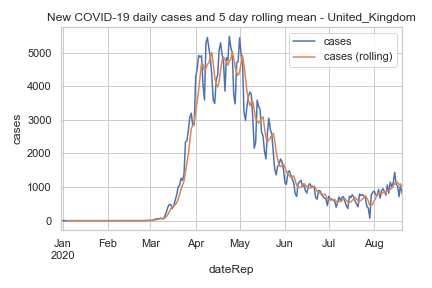 New COVID-19 daily cases and 5 day rolling mean - United_Kingdom
cases
cases (rolling)
5000
4000
3000
2000
1000
0
cases
Jan
2020
Feb
Mar
Apr
May
Jun
Jul
Aug
dateRep